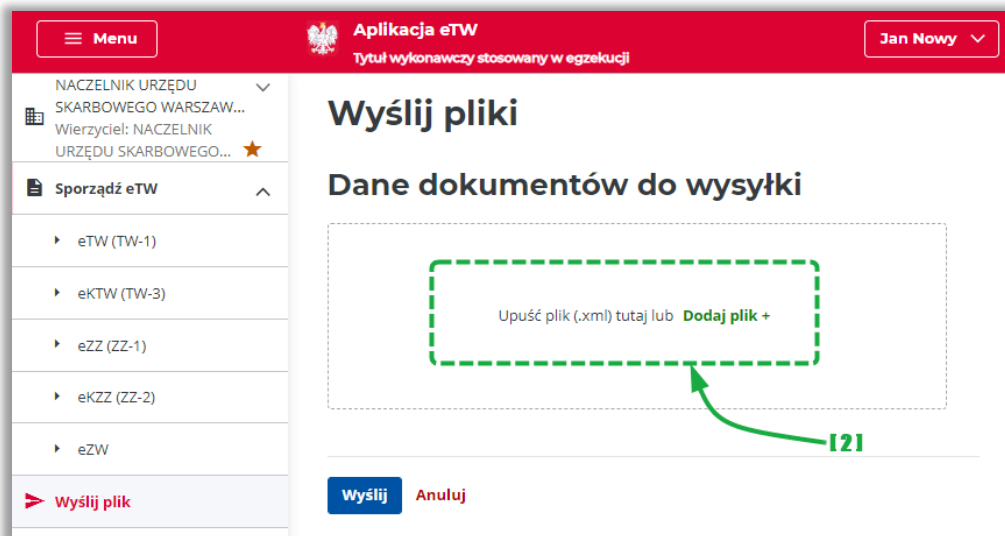 Menu
Aplikacja eTW
Tytuł wykonawczy stosowany w egzekucji
Jan Nowy
NACZELNIK URZĘDU
SKARBOWEGO WARSZAW...
Wierzyciel: NACZELNIK
URZĘDU SKARBOWEGO...
Sporządź eTW
eTW (TW-1)
eKTW (TW-3)
eZZ (ZZ-1)
eKZZ (ZZ-2)
eZW
Wyślij plik
Wyślij pliki
Dane dokumentów do wysyłki
Upuść plik (.xml) tutaj lub Dodaj plik +
[2]
Wyślij Anuluj